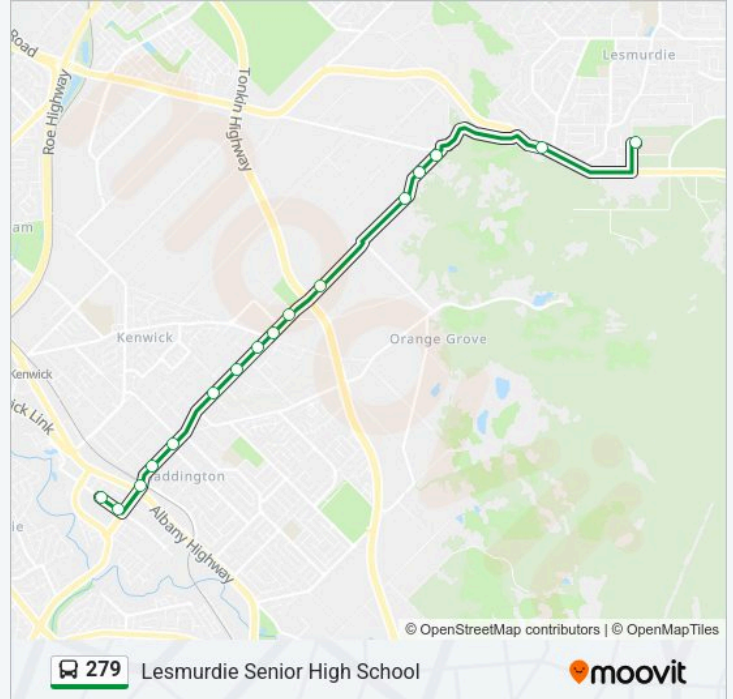 Road
Roe Highway
Tonkin Highway
Lesmurdie
am
Kenwick
Orange Grove
Kenwick
ick Link
addington
ie
Albany Highway
© OpenStreetMap contributors | © OpenMapTiles
279 Lesmurdie Senior High School moovit